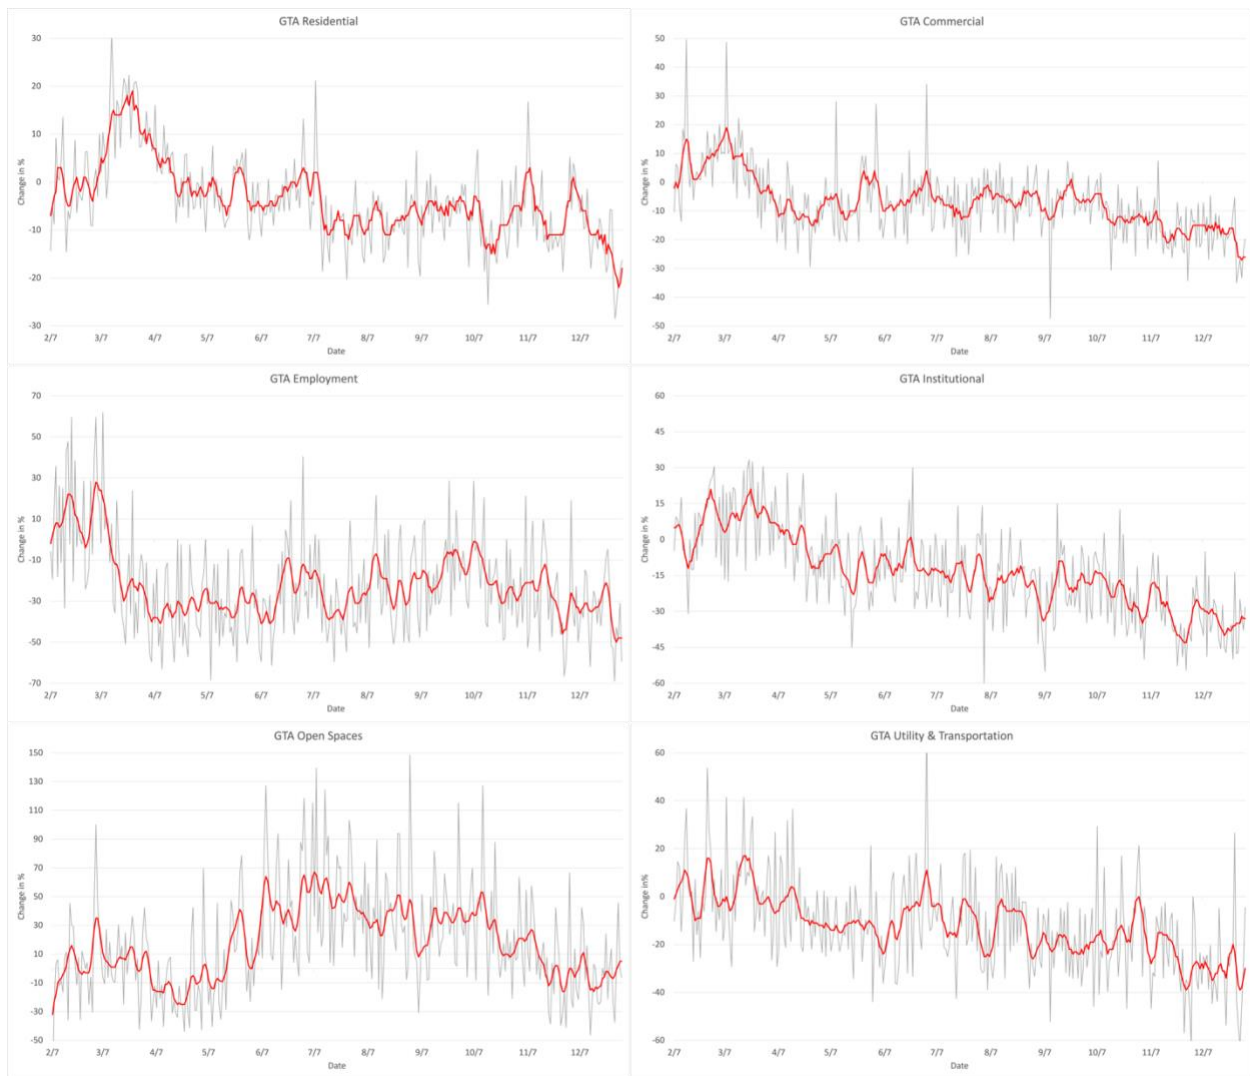 GTA Residential
Change in %
30
20
10
0
-10
-20
-30
2/7 3/7 4/7 5/7 6/7 7/7 8/7 9/7 10/7 11/7 12/7
Date
GTA Commercial
Change in %
50
40
30
20
10
0
-10
-20
-30
-40
-50
2/7 3/7 4/7 5/7 6/7 7/7 8/7 9/7 10/7 11/7 12/7
Date
GTA Employment
Change in %
70
50
30
10
-10
-30
-50
-70
2/7 3/7 4/7 5/7 6/7 7/7 8/7 9/7 10/7 11/7 12/7
Date
GTA Institutional
Change in %
60
45
30
15
0
-15
-30
-45
-60
2/7 3/7 4/7 5/7 6/7 7/7 8/7 9/7 10/7 11/7 12/7
Date
GTA Open Spaces
Change in %
150
130
110
90
70
50
30
10
-10
-30
-50
2/7 3/7 4/7 5/7 6/7 7/7 8/7 9/7 10/7 11/7 12/7
Date
GTA Utility & Transportation
Change in%
60
40
20
0
-20
-40
-60
2/7 3/7 4/7 5/7 6/7 7/7 8/7 9/7 10/7 11/7 12/7
Date